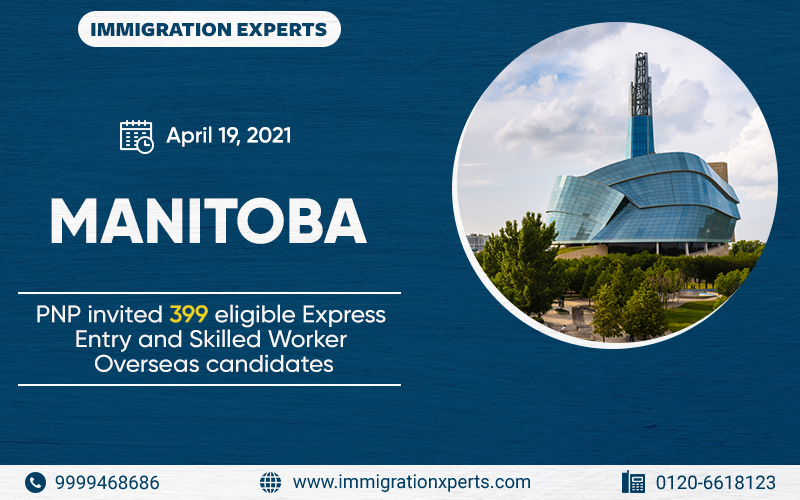 IMMIGRATION EXPERTS
April 19, 2021
MANITOBA
PNP invited 399 eligible Express
Entry and Skilled Worker
Overseas candidates
9999468686
www.immigrationxperts.com
0120-6618123